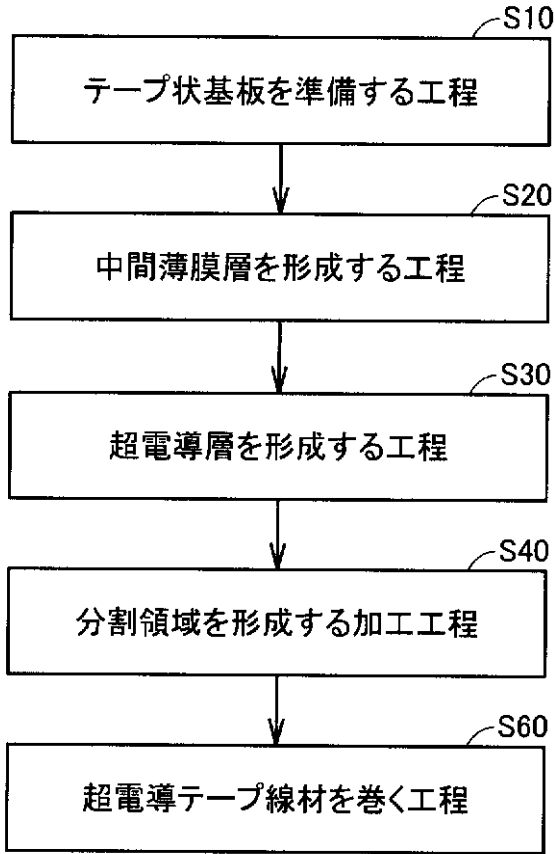 S10
テープ状基板を準備する工程
S20
中間薄膜層を形成する工程
S30
超電導層を形成する工程
S40
分割領域を形成する加工工程
S60
超電導テープ線材を巻く工程